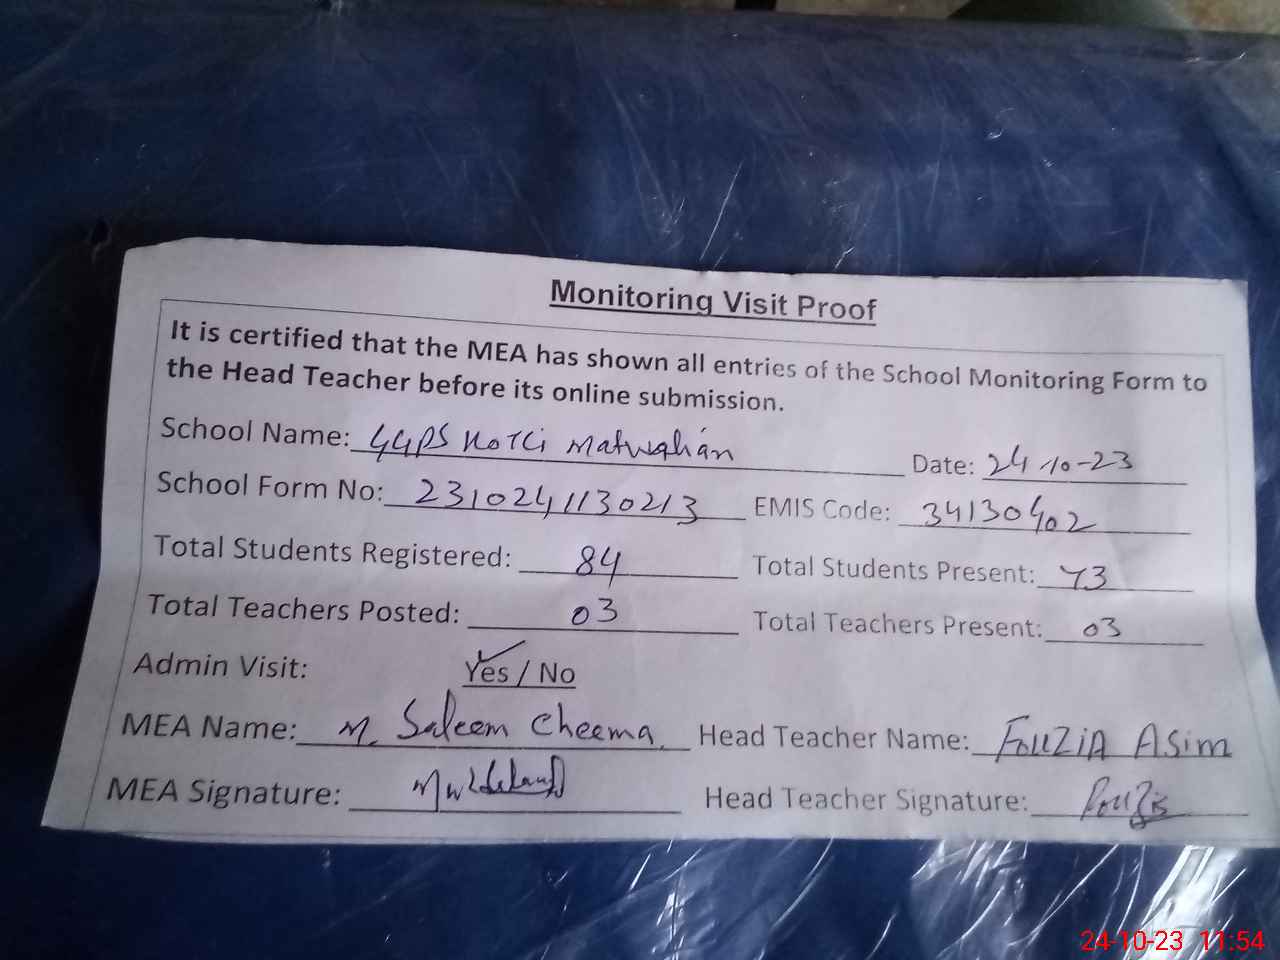 Monitoring Visit Proof
It is certified that the MEA has shown all entries of the School Monitoring Form to
the Head Teacher before its online submission.
School Name: GGPS Kotli Matwahan Date: 24-10-23
School Form No: 2310241130213 EMIS Code: 34130402
Total Students Registered: 84 Total Students Present: 73
Total Teachers Posted: 03 Total Teachers Present: 03
Admin Visit: Yes / No
MEA Name: M. Saleem Cheema. Head Teacher Name: FOUZIA Asim
MEA Signature: Head Teacher Signature: Fouzia
24-10-23 11:54